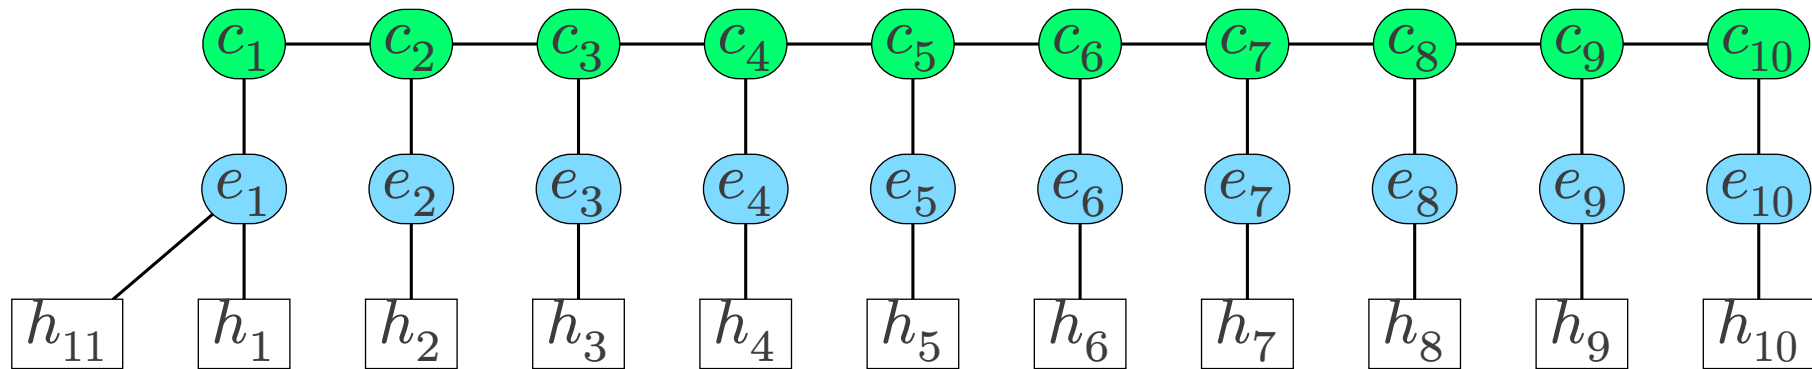 c₁ c₂ c₃ c₄ c₅ c₆ c₇ c₈ c₉ c₁₀
e₁ e₂ e₃ e₄ e₅ e₆ e₇ e₈ e₉ e₁₀
h₁₁ h₁ h₂ h₃ h₄ h₅ h₆ h₇ h₈ h₉ h₁₀